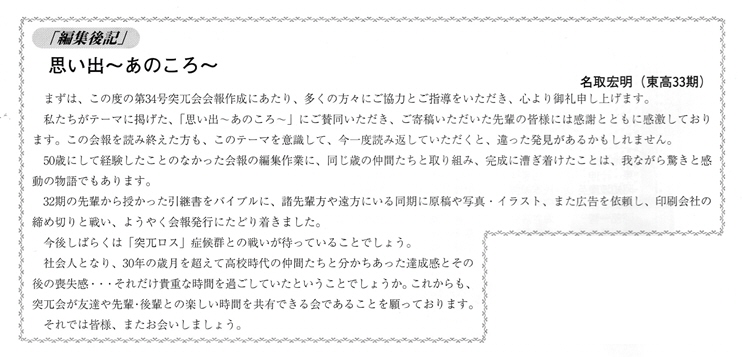 「編集後記」
思い出～あのころ～
名取宏明（東高33期）
まずは、この度の第34号突兀会会報作成にあたり、多くの方々にご協力とご指導をいただき、心より御礼申し上げます。
私たちがテーマに掲げた、「思い出～あのころ～」にご賛同いただき、ご寄稿いただいた先輩の皆様には感謝とともに感激しており
ます。この会報を読み終えた方も、このテーマを意識して、今一度読み返していただくと、違った発見があるかもしれません。
50歳にして経験したことのなかった会報の編集作業に、同じ歳の仲間たちと取り組み、完成に漕ぎ着けたことは、我ながら驚きと感
動の物語でもあります。
32期の先輩から授かった引継書をバイブルに、諸先輩方や遠方にいる同期に原稿や写真・イラスト、また広告を依頼し、印刷会社の
締め切りと戦い、ようやく会報発行にたどり着きました。
今後しばらくは「突兀ロス」症候群との戦いが待っていることでしょう。
社会人となり、30年の歳月を超えて高校時代の仲間たちと分かちあった達成感とその
後の喪失感・・・それだけ貴重な時間を過ごしていたということでしょうか。これからも、
突兀会が友達や先輩・後輩との楽しい時間を共有できる会であることを願っております。
それでは皆様、またお会いしましょう。